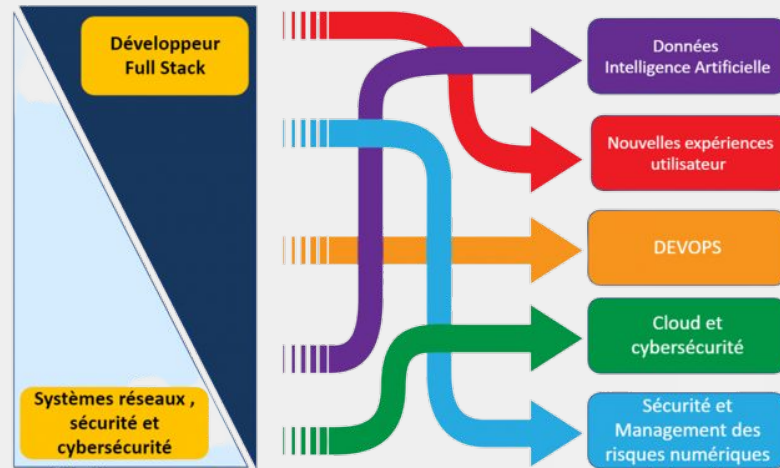 Développeur
Full Stack
Systèmes réseaux ,
sécurité et
cybersécurité
Données
Intelligence Artificielle
Nouvelles expériences
utilisateur
DEVOPS
Cloud et
cybersécurité
Sécurité et
Management des
risques numériques